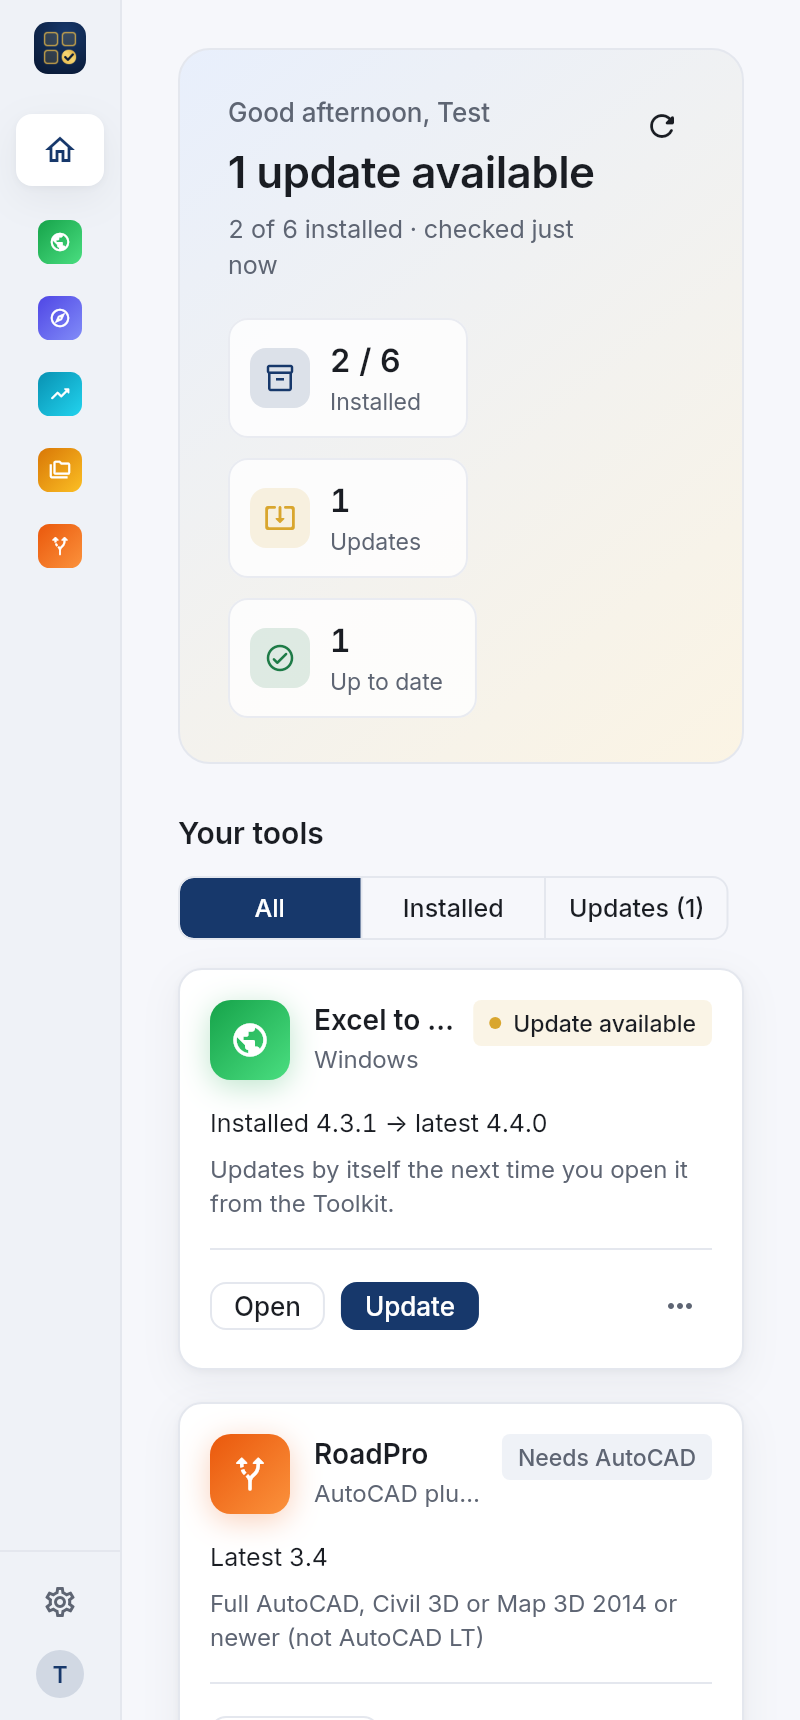 Good afternoon, Test
1 update available
2 of 6 installed · checked just
now
2 / 6
Installed
1
Updates
1
Up to date
Your tools
All
Installed
Updates (1)
Excel to ...
Update available
Windows
Installed 4.3.1 → latest 4.4.0
Updates by itself the next time you open it
from the Toolkit.
Open
Update
RoadPro
Needs AutoCAD
AutoCAD plu...
Latest 3.4
Full AutoCAD, Civil 3D or Map 3D 2014 or
newer (not AutoCAD LT)
T